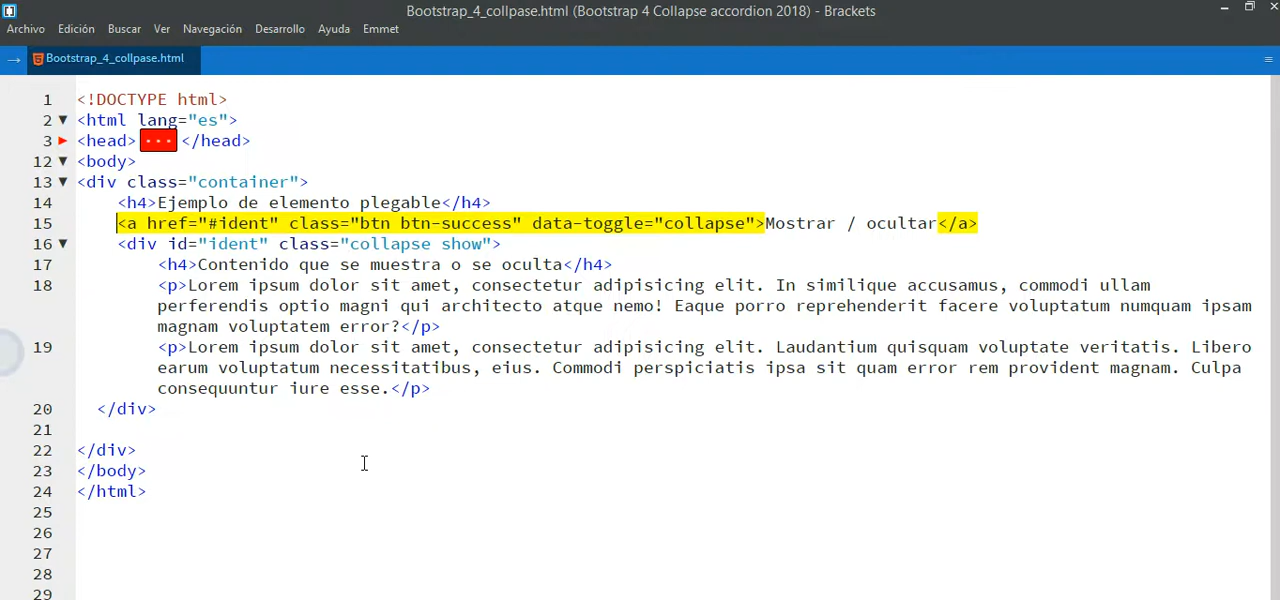 Bootstrap_4_collpase.html (Bootstrap 4 Collapse accordion 2018) - Brackets
Archivo Edición Buscar Ver Navegación Desarrollo Ayuda Emmet
Bootstrap_4_collpase.html
1 <!DOCTYPE html>
2 <html lang="es">
3 <head> ... </head>
12 <body>
13 <div class="container">
14 <h4>Ejemplo de elemento plegable</h4>
15 <a href="#ident" class="btn btn-success" data-toggle="collapse">Mostrar / ocultar</a>
16 <div id="ident" class="collapse show">
17 <h4>Contenido que se muestra o se oculta</h4>
18 <p>Lorem ipsum dolor sit amet, consectetur adipisicing elit. In similique accusamus, commodi ullam
perferendis optio magni qui architecto atque nemo! Eaque porro reprehenderit facere voluptatum numquam ipsam
magnam voluptatem error?</p>
19 <p>Lorem ipsum dolor sit amet, consectetur adipisicing elit. Laudantium quisquam voluptate veritatis. Libero
earum voluptatum necessitatibus, eius. Commodi perspiciatis ipsa sit quam error rem provident magnam. Culpa
consequuntur iure esse.</p>
20 </div>
21
22 </div>
23 </body>
24 </html>
25
26
27
28
29